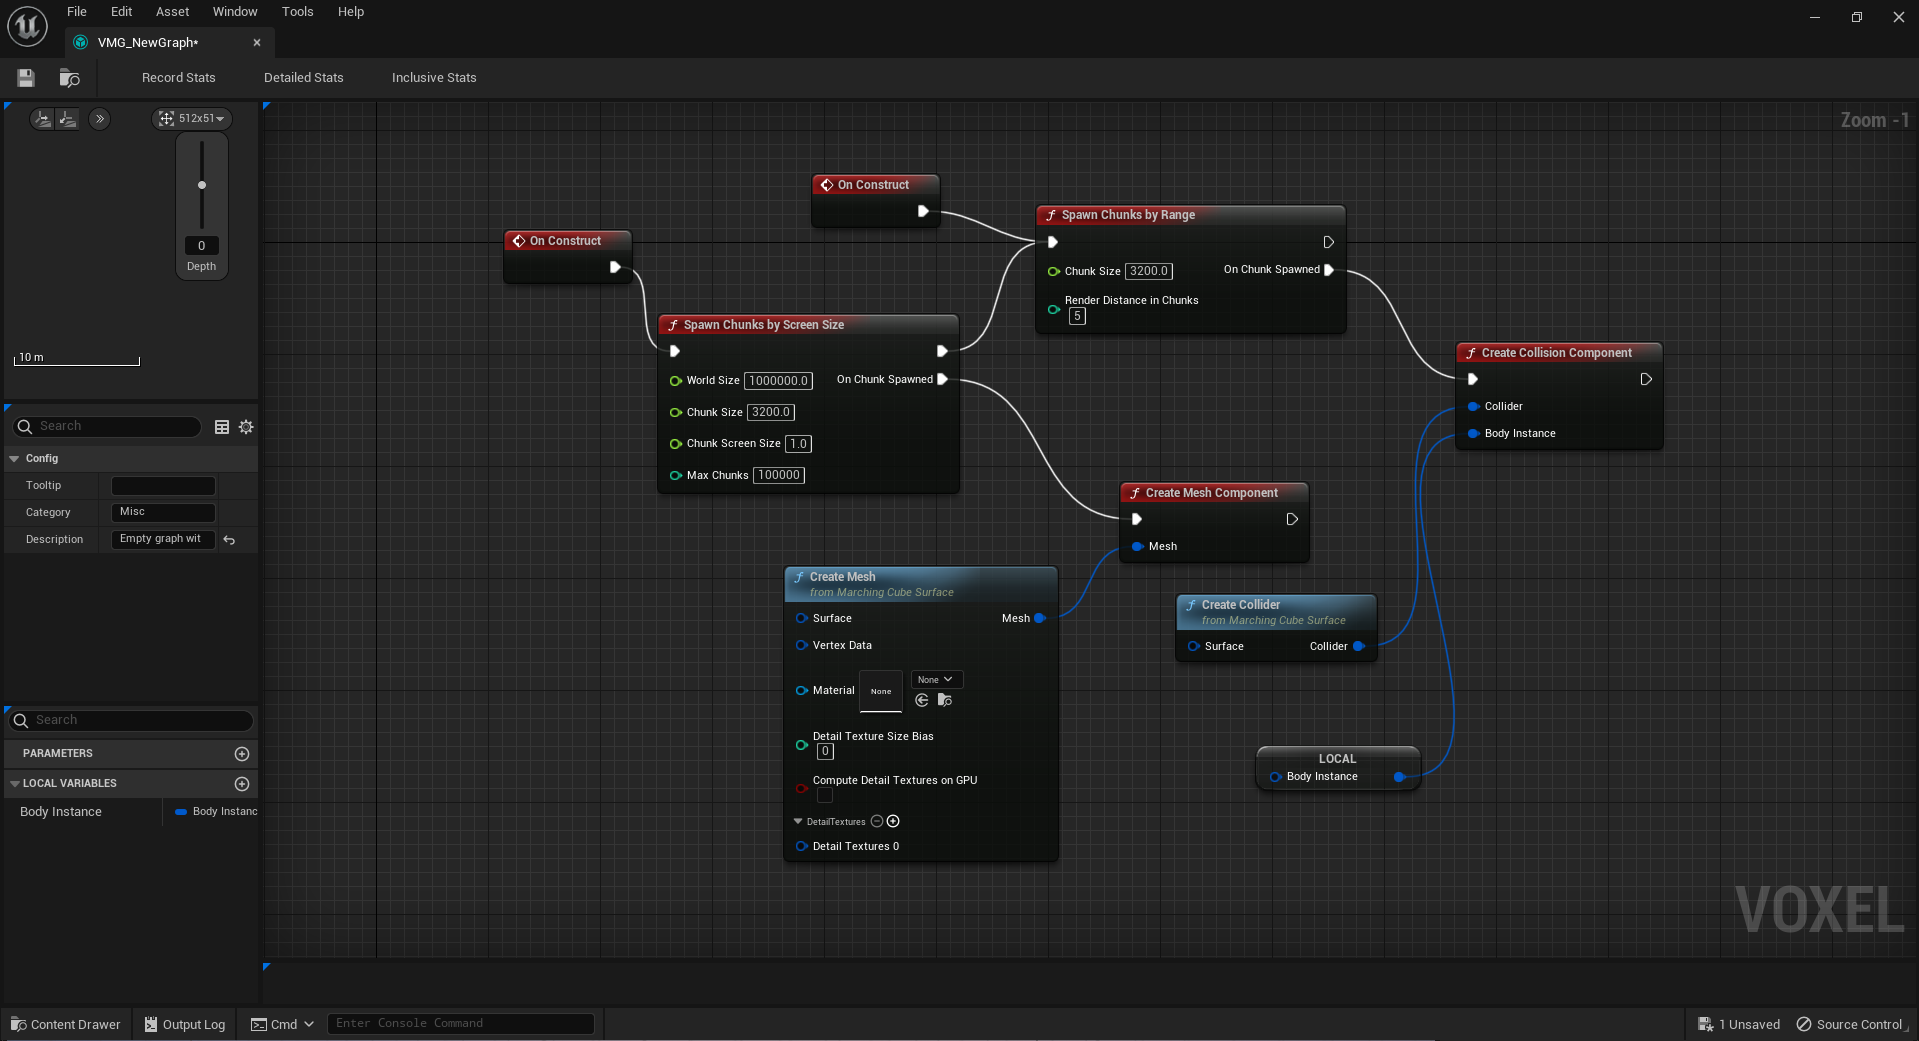 File Edit Asset Window Tools Help
VMG_NewGraph*
Record Stats Detailed Stats Inclusive Stats
512x51
0
Depth
10 m
Search
Config
Tooltip
Category Misc
Description Empty graph wit
Search
PARAMETERS
LOCAL VARIABLES
Body Instance Body Instanc
Zoom -1
On Construct
On Construct
Spawn Chunks by Range
Chunk Size 3200.0 On Chunk Spawned
Render Distance in Chunks
5
Spawn Chunks by Screen Size
World Size 1000000.0 On Chunk Spawned
Chunk Size 3200.0
Chunk Screen Size 1.0
Max Chunks 100000
Create Collision Component
Collider
Body Instance
Create Mesh Component
Mesh
Create Mesh
from Marching Cube Surface
Surface Mesh
Vertex Data
Material None None
Detail Texture Size Bias
0
Compute Detail Textures on GPU
DetailTextures
Detail Textures 0
Create Collider
from Marching Cube Surface
Surface Collider
LOCAL
Body Instance
VOXEL
Content Drawer Output Log Cmd Enter Console Command 1 Unsaved Source Control